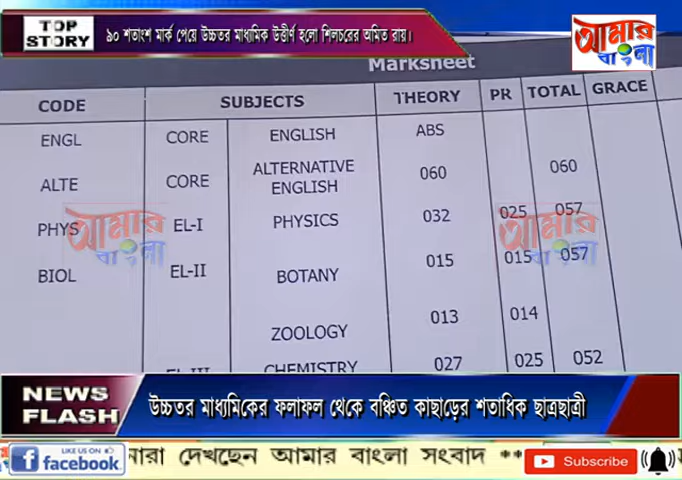 TOP STORY ৯০ শতাংশ মার্ক পেয়ে উচ্চতর মাধ্যমিক উত্তীর্ণ হলো শিলচরের অমিত রায়।
আমার
বাংলা
Marksheet
CODE SUBJECTS THEORY PR TOTAL GRACE
ENGL CORE ENGLISH ABS
ALTE CORE ALTERNATIVE ENGLISH 060 060
PHYS EL-I PHYSICS 032 025 057
BIOL EL-II BOTANY 015 015 057
ZOOLOGY 013 014
EL-III CHEMISTRY 027 025 052
আমার
বাংলা
আমার
বাংলা
NEWS FLASH উচ্চতর মাধ্যমিকের ফলাফল থেকে বঞ্চিত কাছাড়ের শতাধিক ছাত্রছাত্রী
LIKE US ON
facebook. নারা দেখছেন আমার বাংলা সংবাদ ** Subscribe